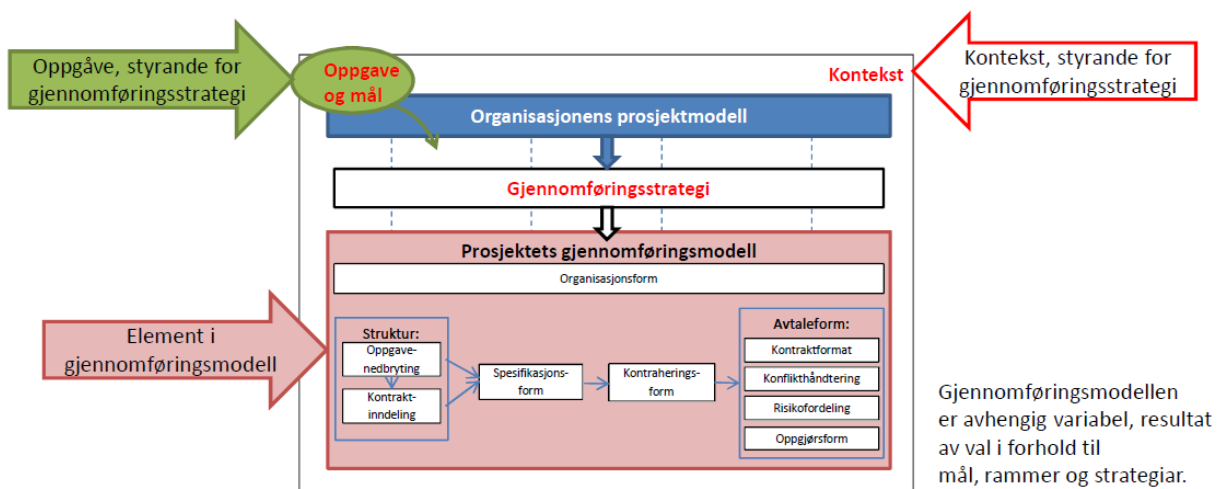 Oppgåve, styrande for
gjennomføringsstrategi
Oppgave
og mål
Kontekst
Kontekst, styrande for
gjennomføringsstrategi
Organisasjonens prosjektmodell
Gjennomføringsstrategi
Prosjektets gjennomføringsmodell
Organisasjonsform
Element i
gjennomføringsmodell
Struktur:
Oppgave-
nedbryting
Kontrakt-
inndeling
Spesifikasjons-
form
Kontraherings-
form
Avtaleform:
Kontraktformat
Konflikthåndtering
Risikofordeling
Oppgjørsform
Gjennomføringsmodellen
er avhengig variabel, resultat
av val i forhold til
mål, rammer og strategiar.